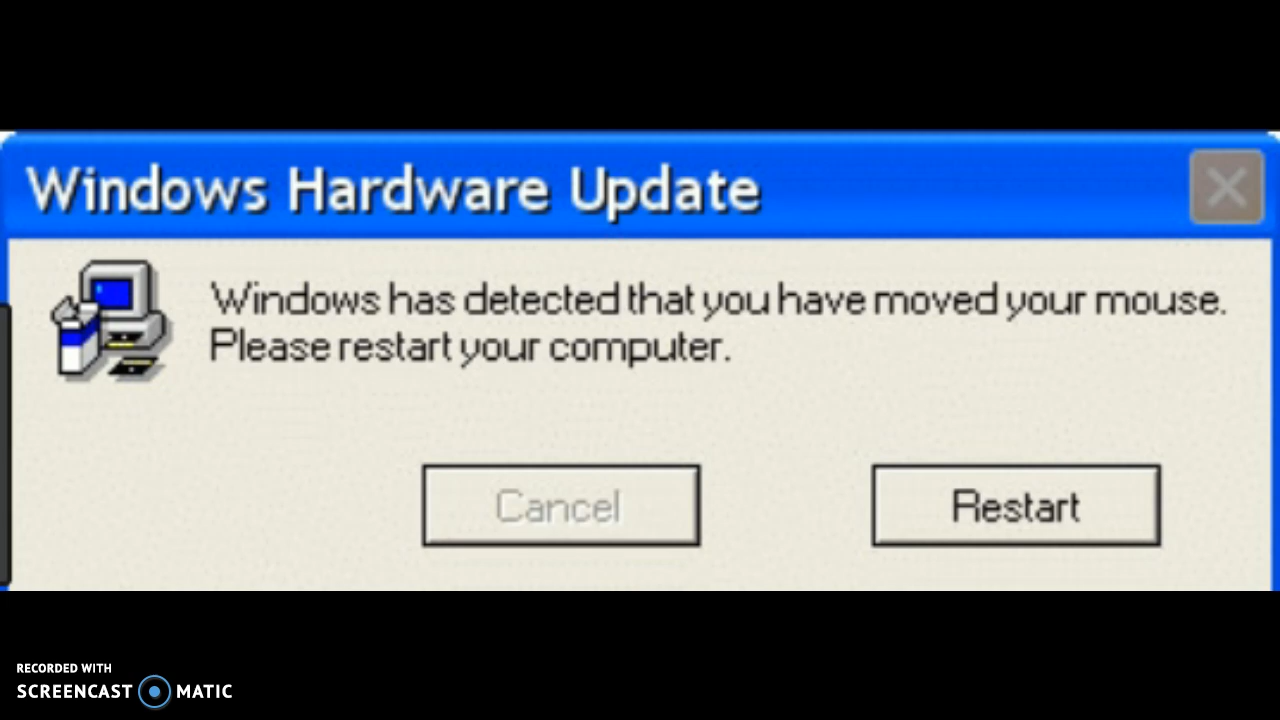 Windows Hardware Update
Windows has detected that you have moved your mouse.
Please restart your computer.
Cancel
Restart
RECORDED WITH
SCREENCAST MATIC